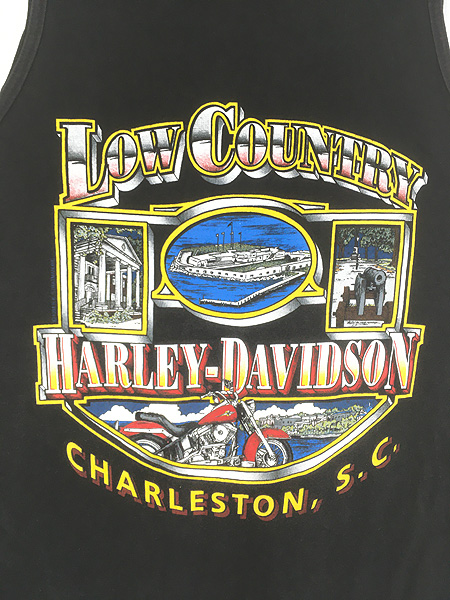 LOW COUNTRY
HARLEY-DAVIDSON
CHARLESTON, S.C.